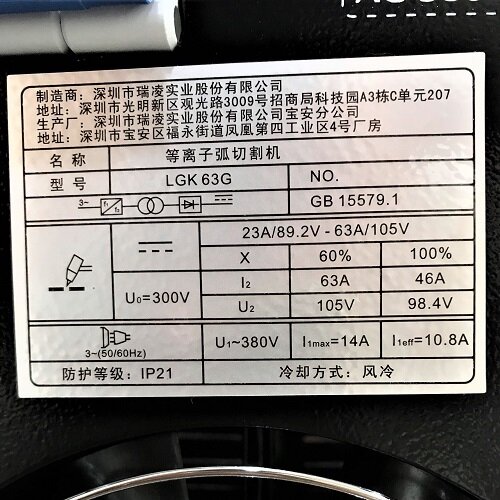 制造商：深圳市瑞凌实业股份有限公司
地址：深圳市光明新区观光路3009号招商局科技园A3栋C单元207
生产厂：深圳市瑞凌实业股份有限公司宝安分公司
地址：深圳市宝安区福永街道凤凰第四工业区4号厂房
名称 等离子弧切割机
型号 LGK 63G NO.
3~ f₁ f₂ GB 15579.1
23A/89.2V - 63A/105V
X 60% 100%
U₀=300V I₂ 63A 46A
U₂ 105V 98.4V
3~(50/60Hz) U₁~380V I₁max=14A I₁eff=10.8A
防护等级：IP21 冷却方式：风冷